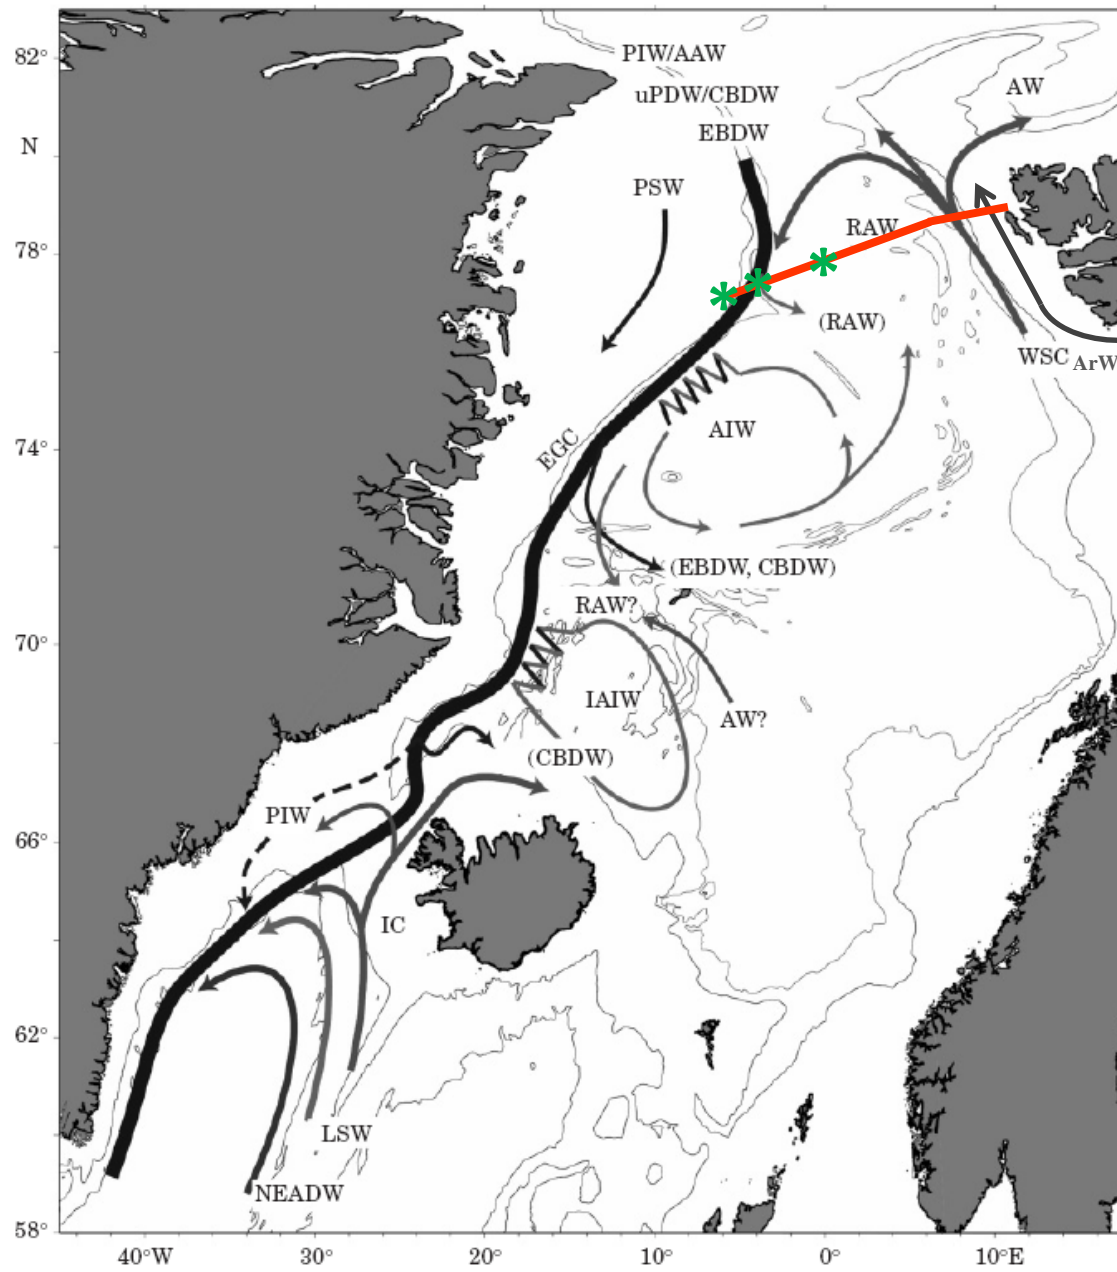 82°
PIW/AAW
AW
uPDW/CBDW
EBDW
N
PSW
RAW
78°
(RAW)
WSC
ArW
AIW
74°
EGC
(EBDW, CBDW)
RAW?
70°
IAIW
AW?
(CBDW)
PIW
66°
IC
62°
LSW
NEADW
58°
40°W
30°
20°
10°
0°
10°E